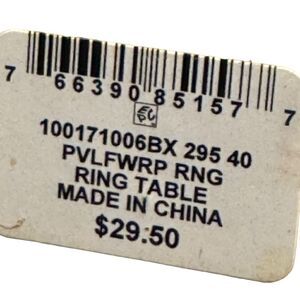 7 66390 85157 7
100171006BX 295 40
PVLFWRP RNG
RING TABLE
MADE IN CHINA
$29.50